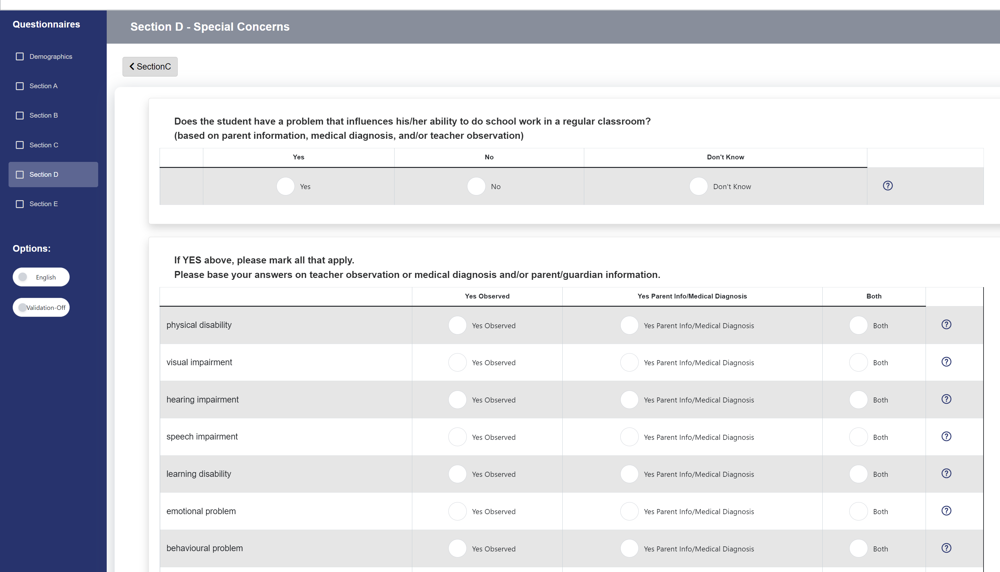 Questionnaires
Demographics
Section A
Section B
Section C
Section D
Section E
Options:
English
Validation-Off
Section D - Special Concerns
SectionC
Does the student have a problem that influences his/her ability to do school work in a regular classroom?
(based on parent information, medical diagnosis, and/or teacher observation)
Yes No Don't Know
Yes No Don't Know ?
If YES above, please mark all that apply.
Please base your answers on teacher observation or medical diagnosis and/or parent/guardian information.
Yes Observed Yes Parent Info/Medical Diagnosis Both
physical disability Yes Observed Yes Parent Info/Medical Diagnosis Both ?
visual impairment Yes Observed Yes Parent Info/Medical Diagnosis Both ?
hearing impairment Yes Observed Yes Parent Info/Medical Diagnosis Both ?
speech impairment Yes Observed Yes Parent Info/Medical Diagnosis Both ?
learning disability Yes Observed Yes Parent Info/Medical Diagnosis Both ?
emotional problem Yes Observed Yes Parent Info/Medical Diagnosis Both ?
behavioural problem Yes Observed Yes Parent Info/Medical Diagnosis Both ?